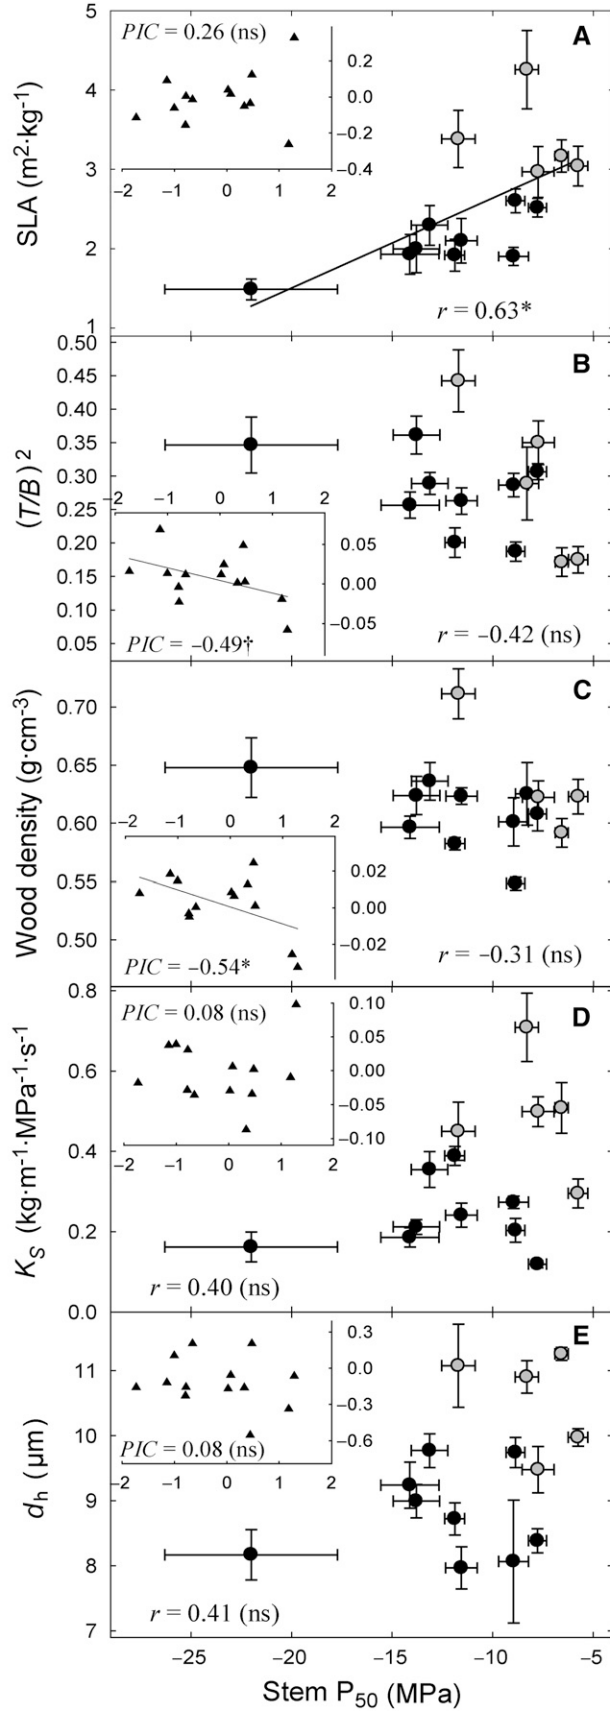 PIC = 0.26 (ns)
A
5
4
3
2
1
SLA (m²·kg⁻¹)
0.2
0.0
−0.2
−0.4
−2 −1 0 1 2
r = 0.63*
B
0.50
0.45
0.40
0.35
0.30
0.25
0.20
0.15
0.10
0.05
(T/B)²
−2 −1 0 1 2
0.05
0.00
−0.05
PIC = −0.49†
r = −0.42 (ns)
C
0.70
0.65
0.60
0.55
0.50
Wood density (g·cm⁻³)
−2 −1 0 1 2
0.02
0.00
−0.02
PIC = −0.54*
r = −0.31 (ns)
D
PIC = 0.08 (ns)
0.8
0.6
0.4
0.2
0.0
K_S (kg·m⁻¹·MPa⁻¹·s⁻¹)
0.10
0.05
0.00
−0.05
−0.10
−2 −1 0 1 2
r = 0.40 (ns)
E
11
10
9
8
7
d_h (µm)
0.3
0.0
−0.3
−0.6
PIC = 0.08 (ns)
−2 −1 0 1 2
r = 0.41 (ns)
−25 −20 −15 −10 −5
Stem P₅₀ (MPa)